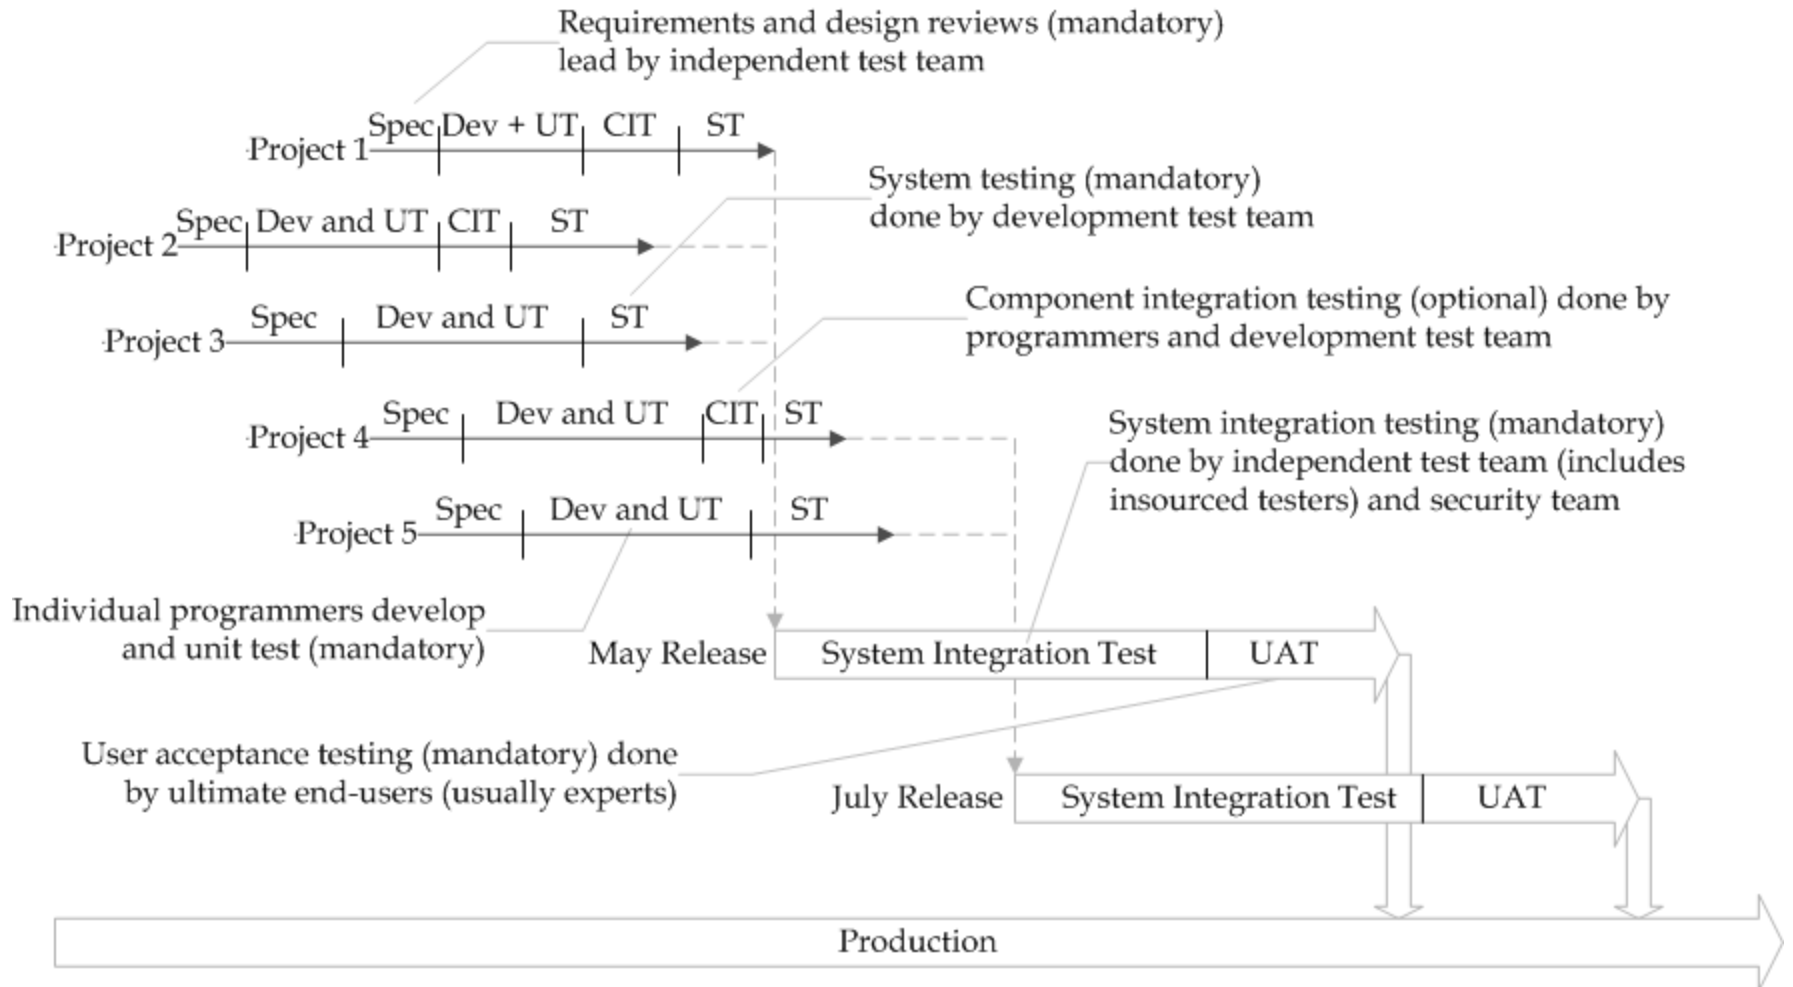 Requirements and design reviews (mandatory)
lead by independent test team
Spec Dev + UT CIT ST
Project 1
System testing (mandatory)
done by development test team
Spec Dev and UT CIT ST
Project 2
Component integration testing (optional) done by
programmers and development test team
Spec Dev and UT ST
Project 3
Spec Dev and UT CIT ST
Project 4
System integration testing (mandatory)
done by independent test team (includes
insourced testers) and security team
Spec Dev and UT ST
Project 5
Individual programmers develop
and unit test (mandatory)
May Release System Integration Test UAT
User acceptance testing (mandatory) done
by ultimate end-users (usually experts)
July Release System Integration Test UAT
Production